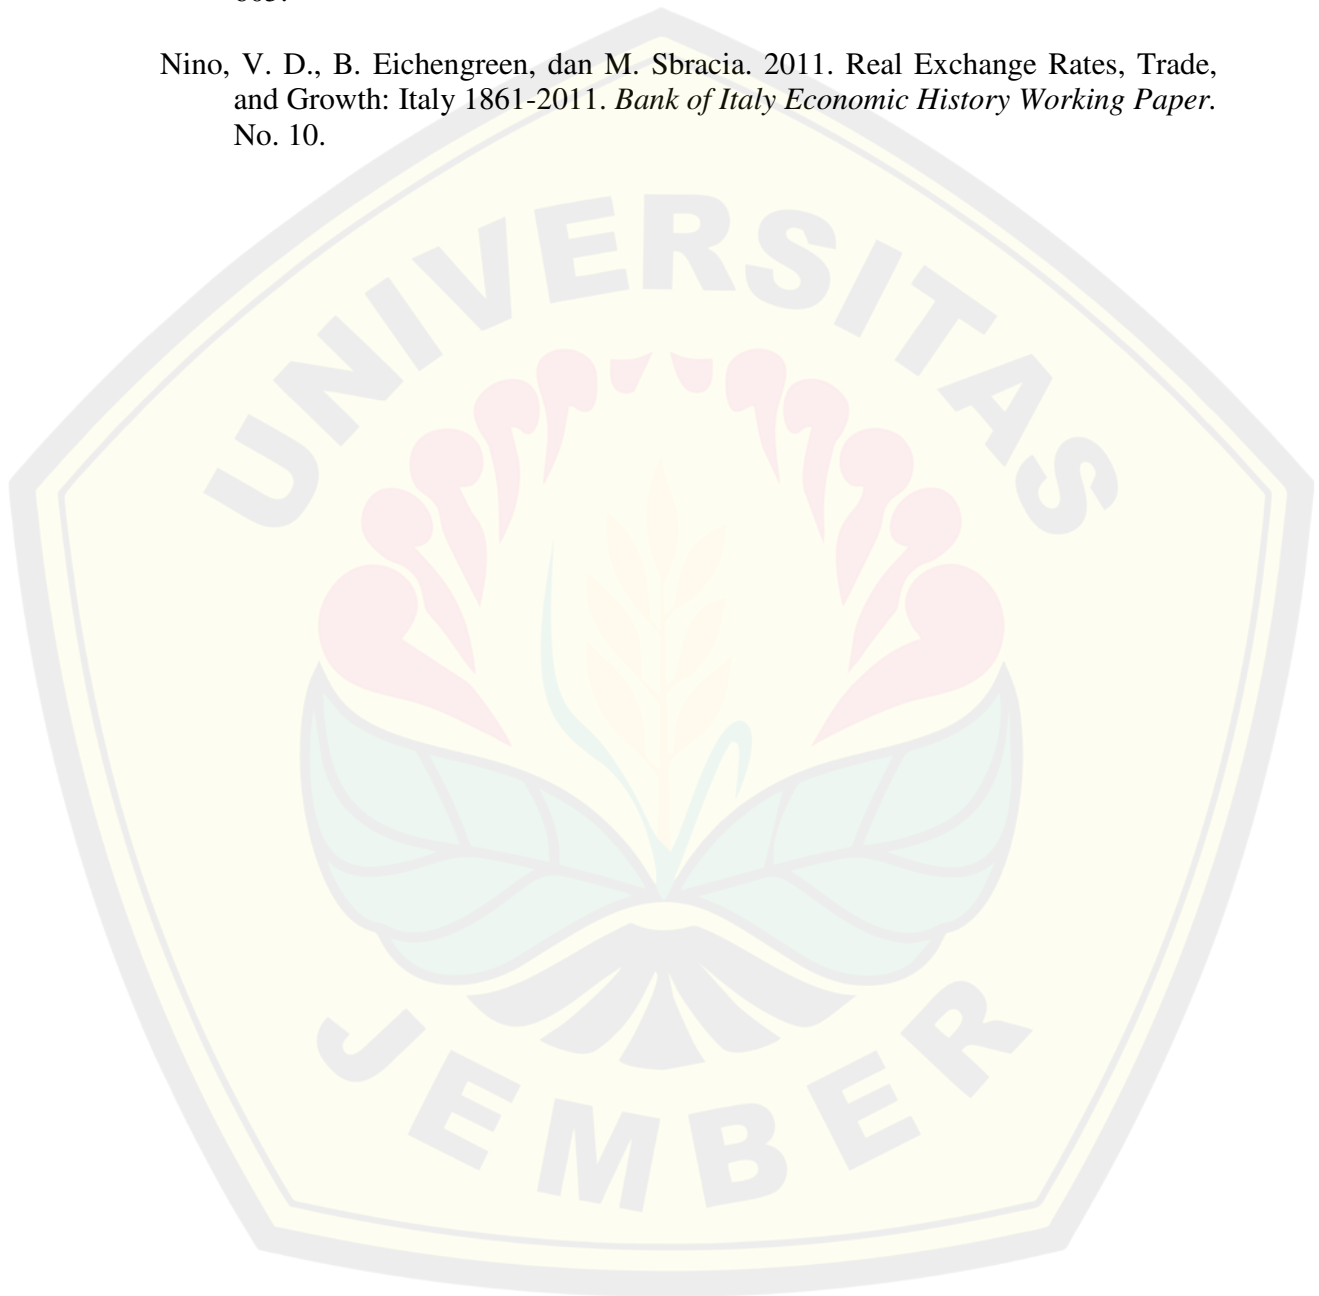 Nino, V. D., B. Eichengreen, dan M. Sbracia. 2011. Real Exchange Rates, Trade,
and Growth: Italy 1861-2011. Bank of Italy Economic History Working Paper.
No. 10.
UNIVERSITAS
JEMBER